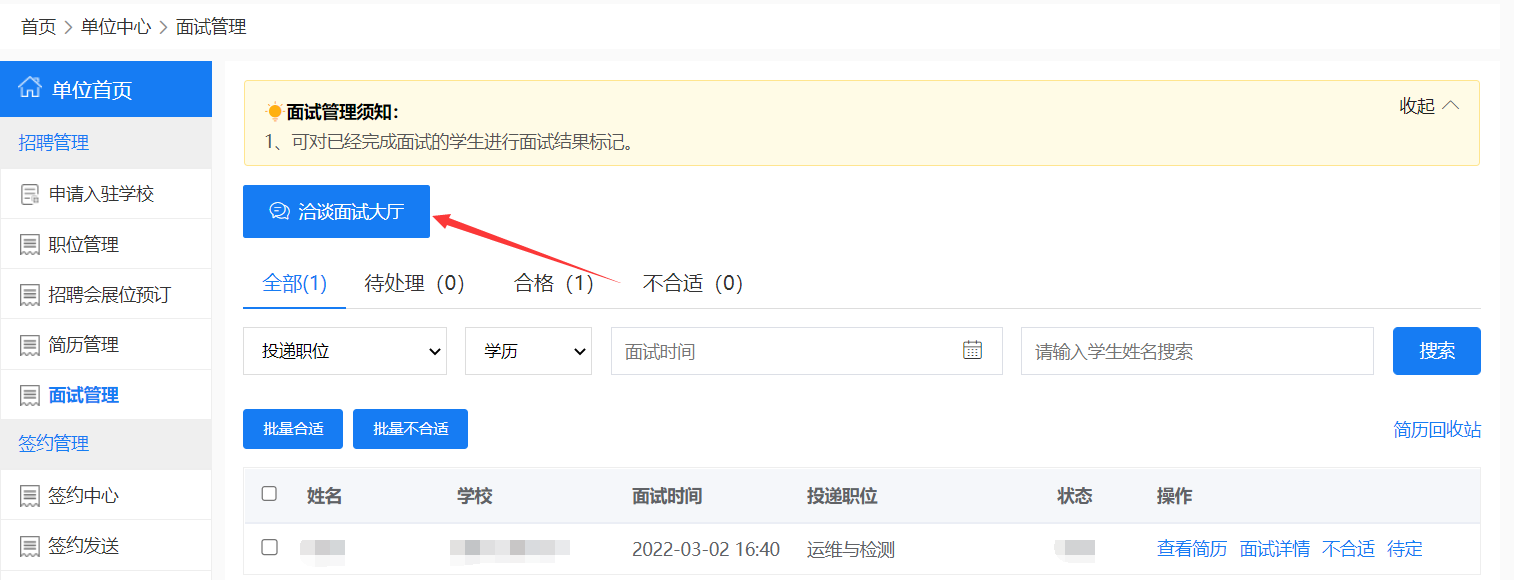 首页 > 单位中心 > 面试管理
单位首页
招聘管理
申请入驻学校
职位管理
招聘会展位预订
简历管理
面试管理
签约管理
签约中心
签约发送
面试管理须知：
收起
1、可对已经完成面试的学生进行面试结果标记。
洽谈面试大厅
全部(1) 待处理（0） 合格（1） 不合适（0）
投递职位 学历 面试时间 请输入学生姓名搜索 搜索
批量合适 批量不合适 简历回收站
姓名 学校 面试时间 投递职位 状态 操作
2022-03-02 16:40 运维与检测 查看简历 面试详情 不合适 待定